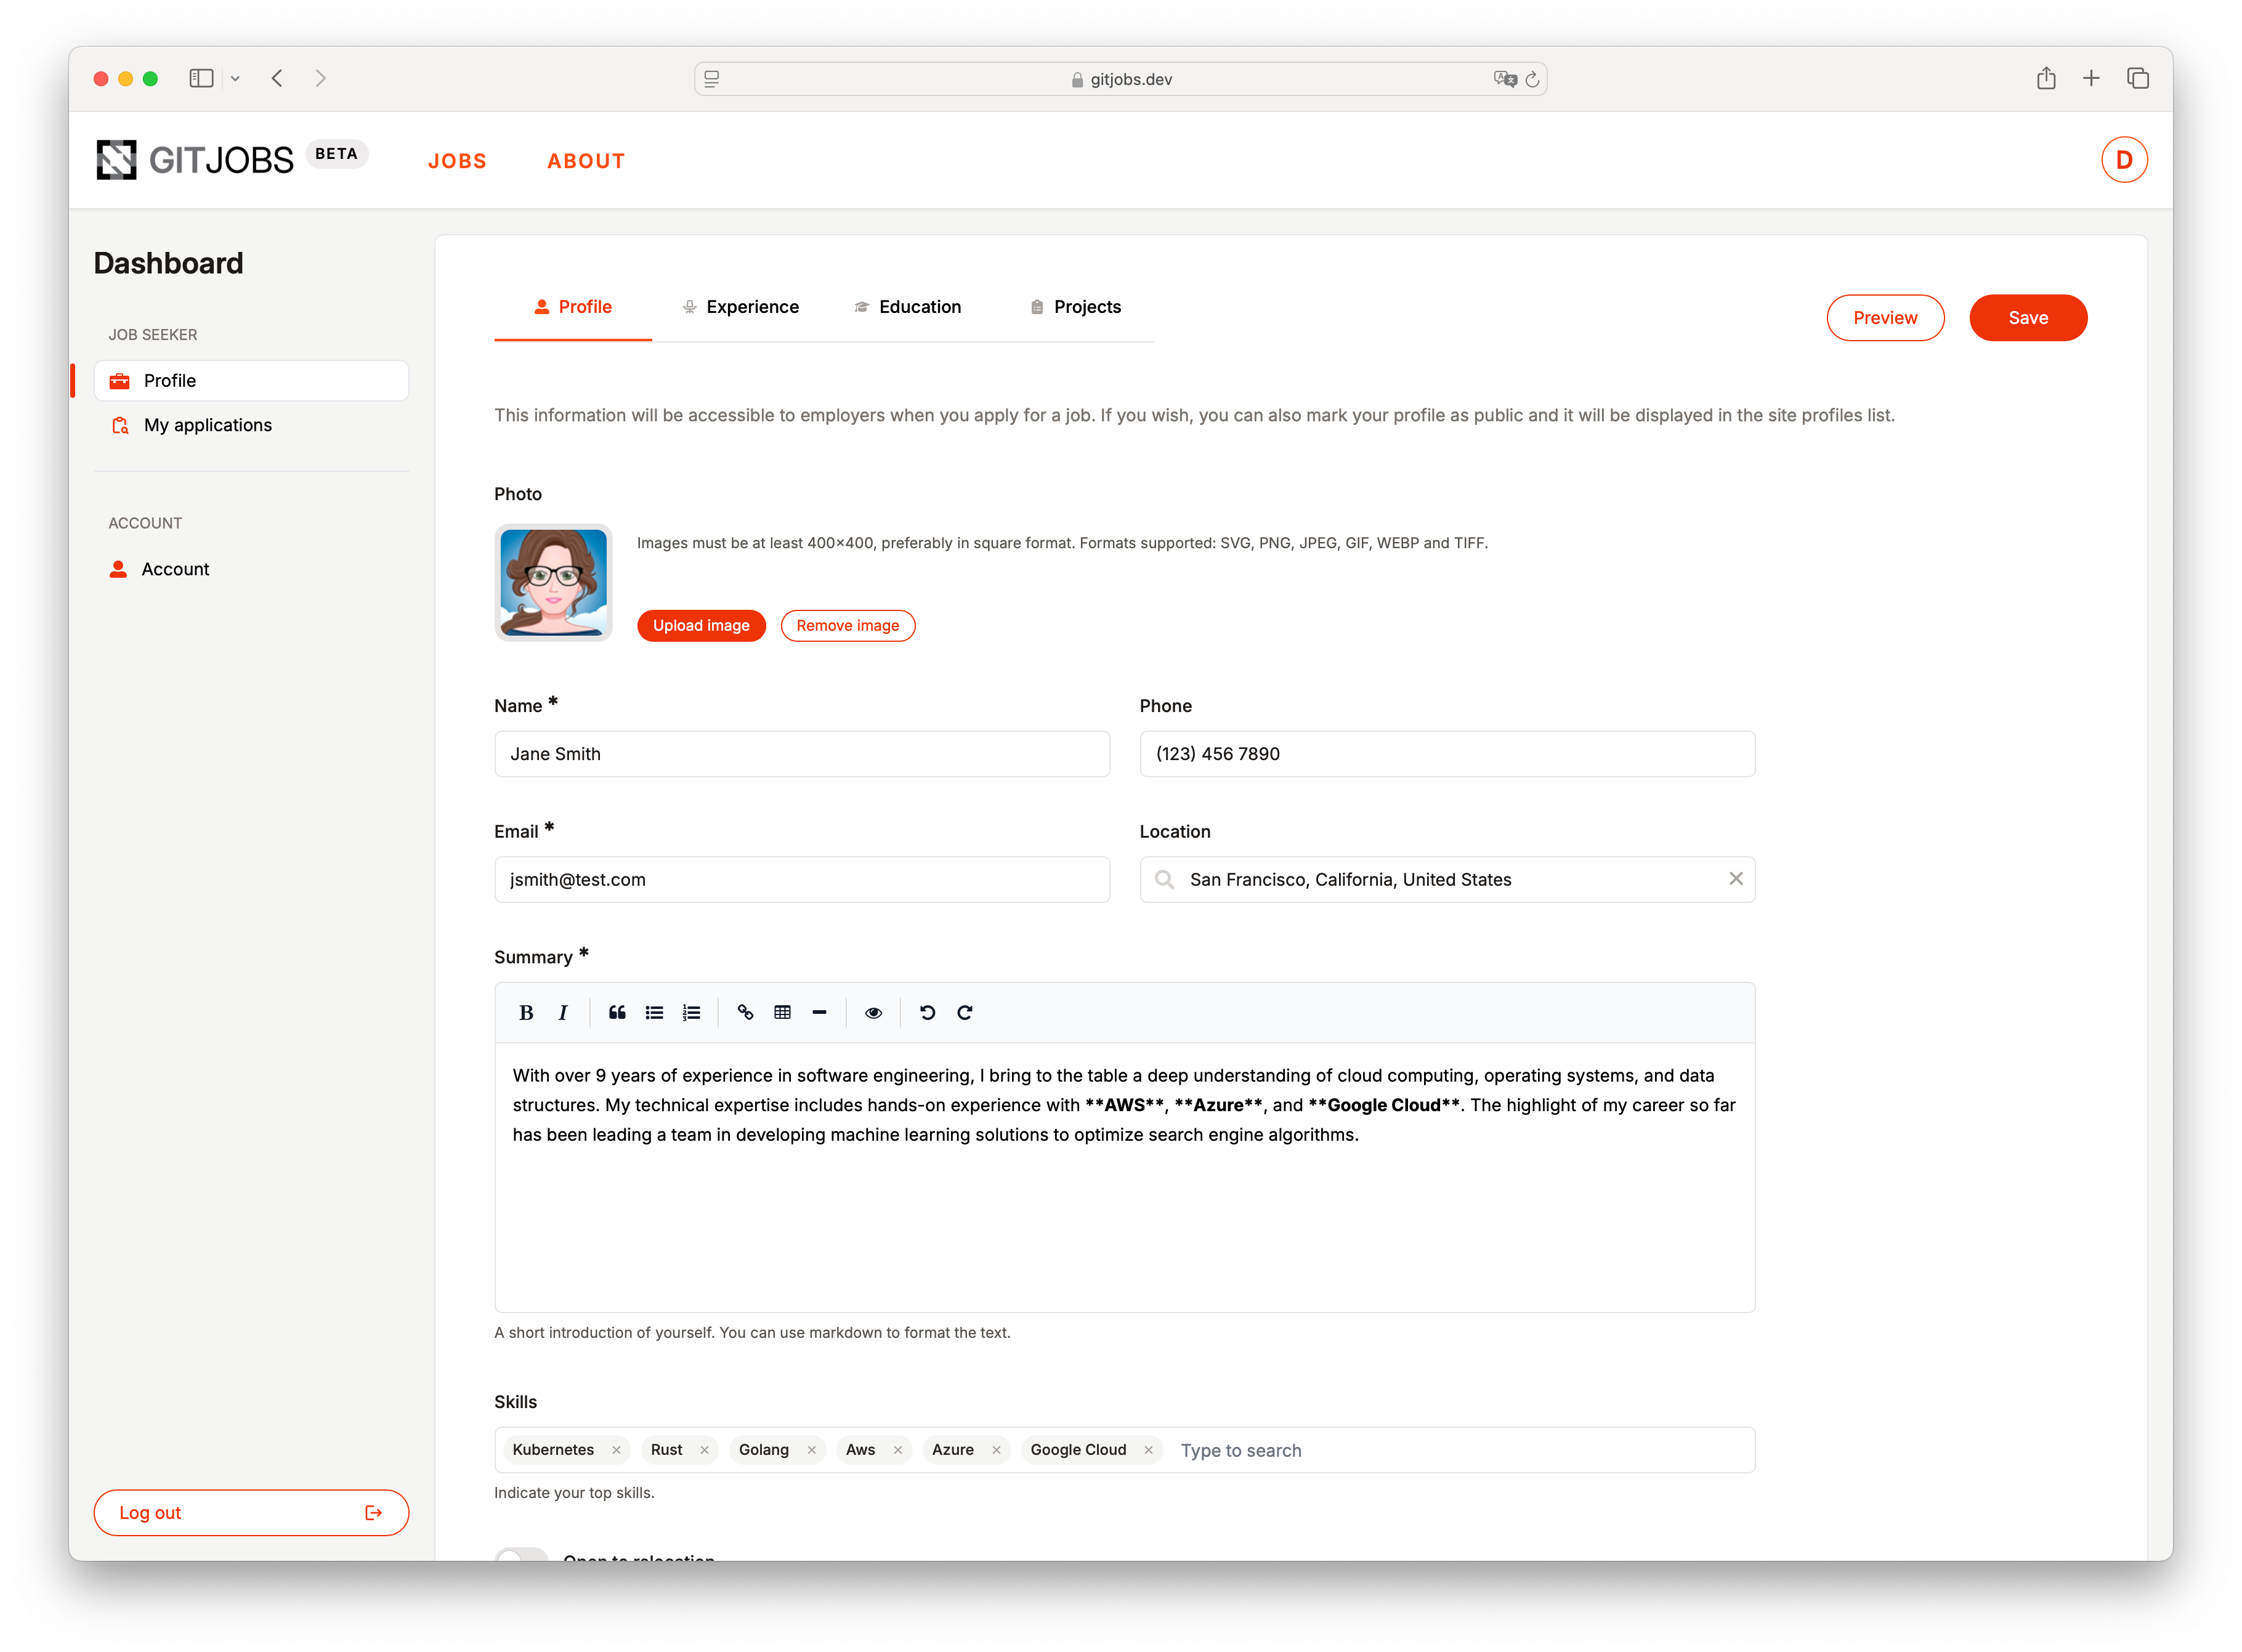 gitjobs.dev
GITJOBS BETA JOBS ABOUT D
Dashboard
JOB SEEKER
Profile
My applications
ACCOUNT
Account
Log out
Profile Experience Education Projects
Preview Save
This information will be accessible to employers when you apply for a job. If you wish, you can also mark your profile as public and it will be displayed in the site profiles list.
Photo
Images must be at least 400x400, preferably in square format. Formats supported: SVG, PNG, JPEG, GIF, WEBP and TIFF.
Upload image Remove image
Name * Phone
Jane Smith (123) 456 7890
Email * Location
jsmith@test.com San Francisco, California, United States
Summary *
B I
With over 9 years of experience in software engineering, I bring to the table a deep understanding of cloud computing, operating systems, and data
structures. My technical expertise includes hands-on experience with **AWS**, **Azure**, and **Google Cloud**. The highlight of my career so far
has been leading a team in developing machine learning solutions to optimize search engine algorithms.
A short introduction of yourself. You can use markdown to format the text.
Skills
Kubernetes × Rust × Golang × Aws × Azure × Google Cloud × Type to search
Indicate your top skills.
Open to relocation